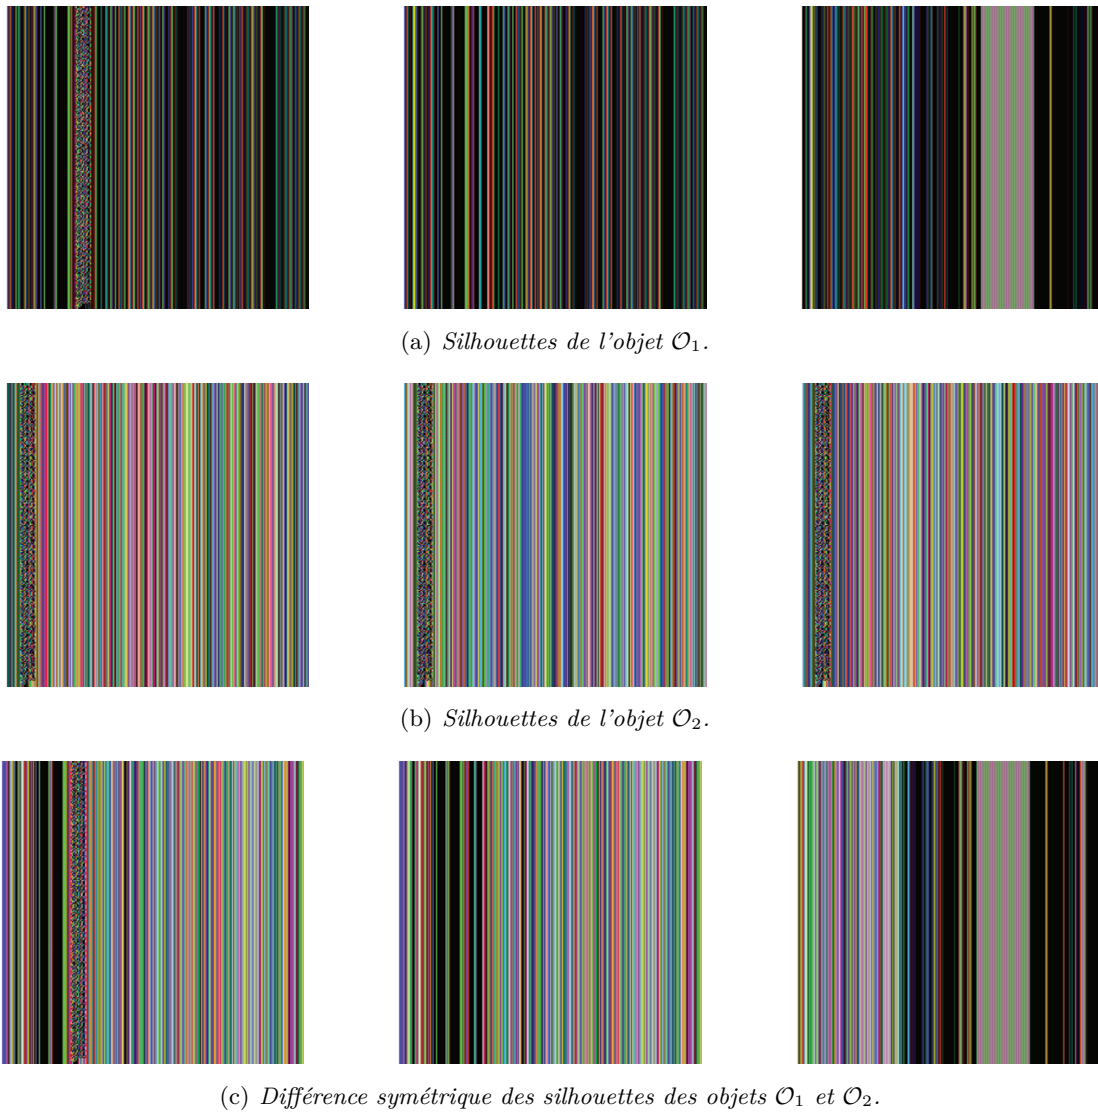 (a) Silhouettes de l'objet 𝒪₁.
(b) Silhouettes de l'objet 𝒪₂.
(c) Différence symétrique des silhouettes des objets 𝒪₁ et 𝒪₂.